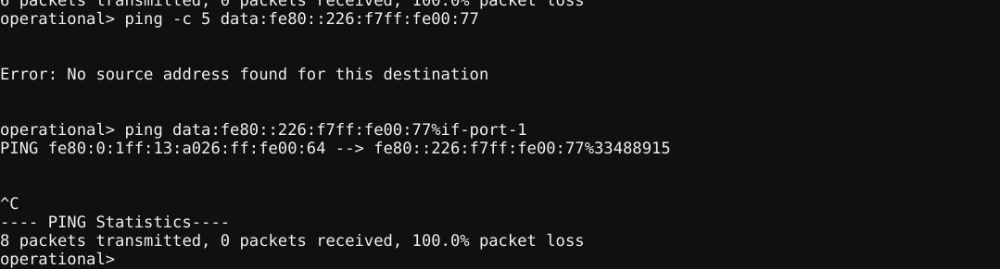 6 packets transmitted, 0 packets received, 100.0% packet loss
operational> ping -c 5 data:fe80::226:f7ff:fe00:77
Error: No source address found for this destination
operational> ping data:fe80::226:f7ff:fe00:77%if-port-1
PING fe80:0:1ff:13:a026:ff:fe00:64 --> fe80::226:f7ff:fe00:77%33488915
^C
---- PING Statistics----
8 packets transmitted, 0 packets received, 100.0% packet loss
operational>